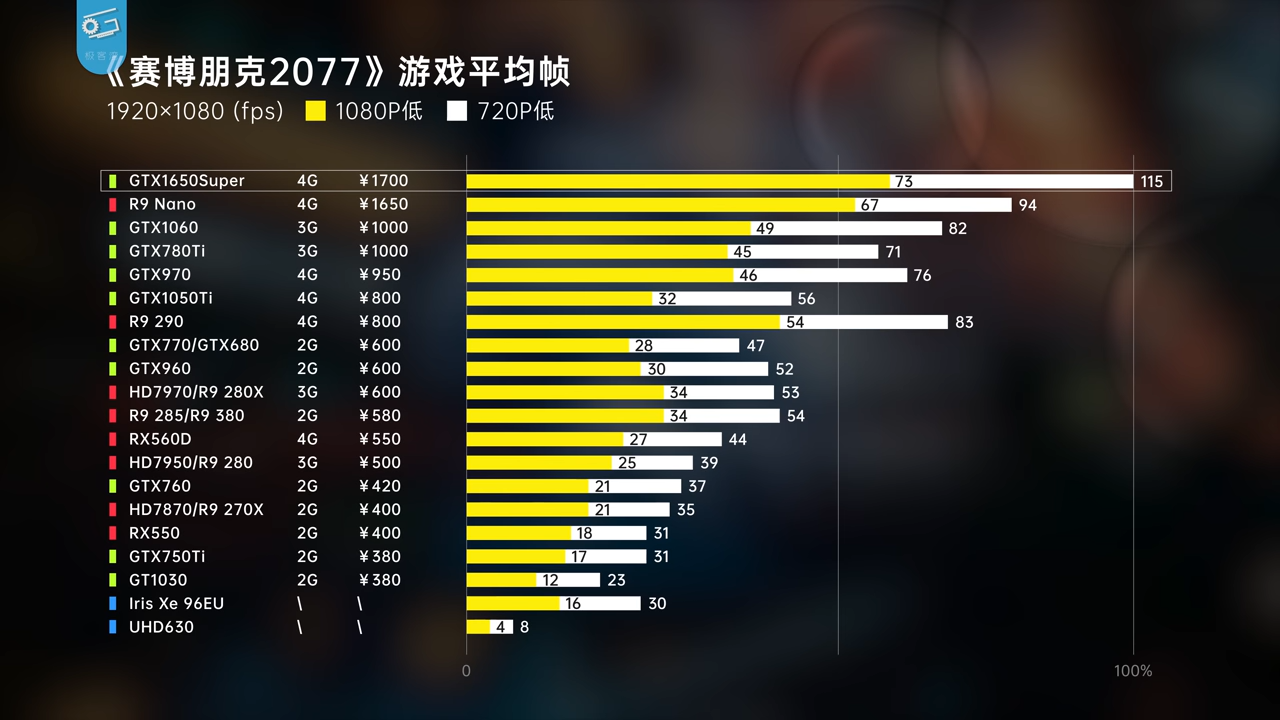 极客湾
《赛博朋克2077》游戏平均帧
1920×1080 (fps) 1080P低 720P低
GTX1650Super 4G ¥1700 73 115
R9 Nano 4G ¥1650 67 94
GTX1060 3G ¥1000 49 82
GTX780Ti 3G ¥1000 45 71
GTX970 4G ¥950 46 76
GTX1050Ti 4G ¥800 32 56
R9 290 4G ¥800 54 83
GTX770/GTX680 2G ¥600 28 47
GTX960 2G ¥600 30 52
HD7970/R9 280X 3G ¥600 34 53
R9 285/R9 380 2G ¥580 34 54
RX560D 4G ¥550 27 44
HD7950/R9 280 3G ¥500 25 39
GTX760 2G ¥420 21 37
HD7870/R9 270X 2G ¥400 21 35
RX550 2G ¥400 18 31
GTX750Ti 2G ¥380 17 31
GT1030 2G ¥380 12 23
Iris Xe 96EU \ \ 16 30
UHD630 \ \ 4 8
0 100%